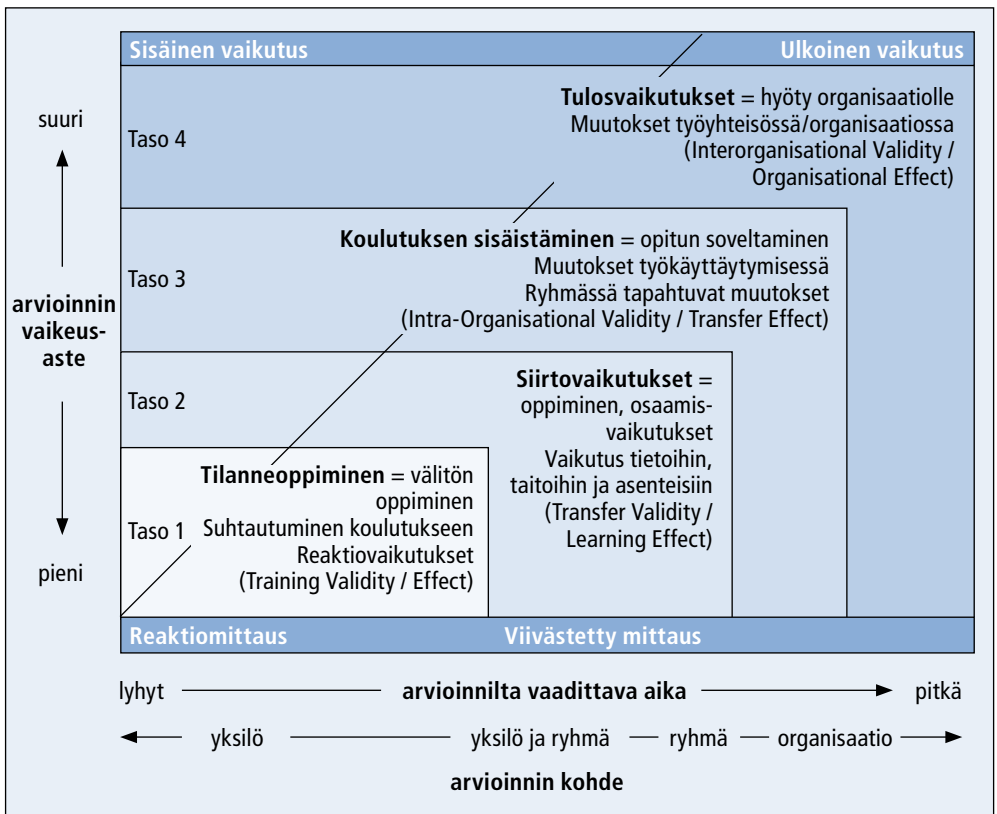 Sisäinen vaikutus
Ulkoinen vaikutus
suuri
arvioinnin
vaikeus-
aste
pieni
Taso 4
Tulosvaikutukset = hyöty organisaatiolle
Muutokset työyhteisössä/organisaatiossa
(Interorganisational Validity /
Organisational Effect)
Taso 3
Koulutuksen sisäistäminen = opitun soveltaminen
Muutokset työkäyttäytymisessä
Ryhmässä tapahtuvat muutokset
(Intra-Organisational Validity / Transfer Effect)
Taso 2
Siirtovaikutukset =
oppiminen, osaamis-
vaikutukset
Vaikutus tietoihin,
taitoihin ja asenteisiin
(Transfer Validity /
Learning Effect)
Taso 1
Tilanneoppiminen = välitön
oppiminen
Suhtautuminen koulutukseen
Reaktiovaikutukset
(Training Validity / Effect)
Reaktiomittaus
Viivästetty mittaus
lyhyt arvioinnilta vaadittava aika pitkä
yksilö yksilö ja ryhmä ryhmä organisaatio
arvioinnin kohde